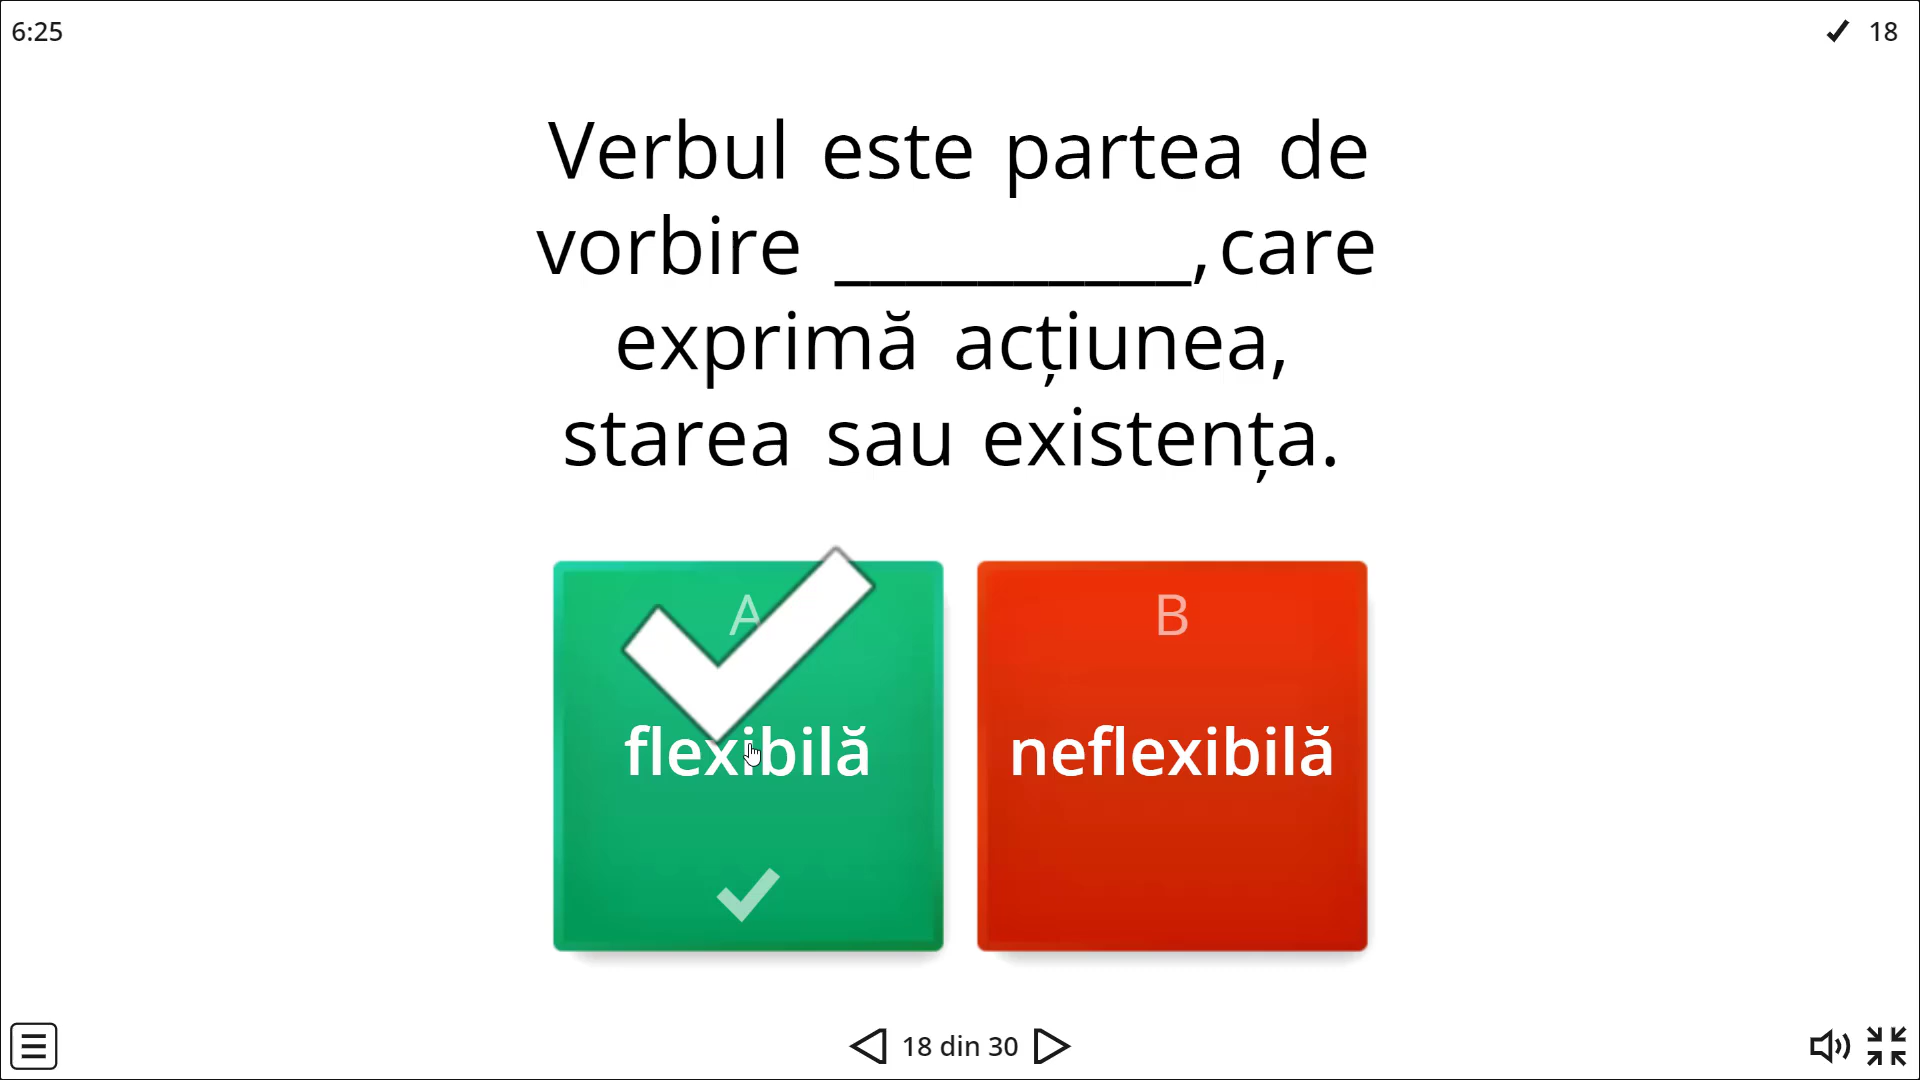 6:25
18
Verbul este partea de
vorbire __________,care
exprimă acțiunea,
starea sau existența.
A
B
flexibilă
neflexibilă
18 din 30